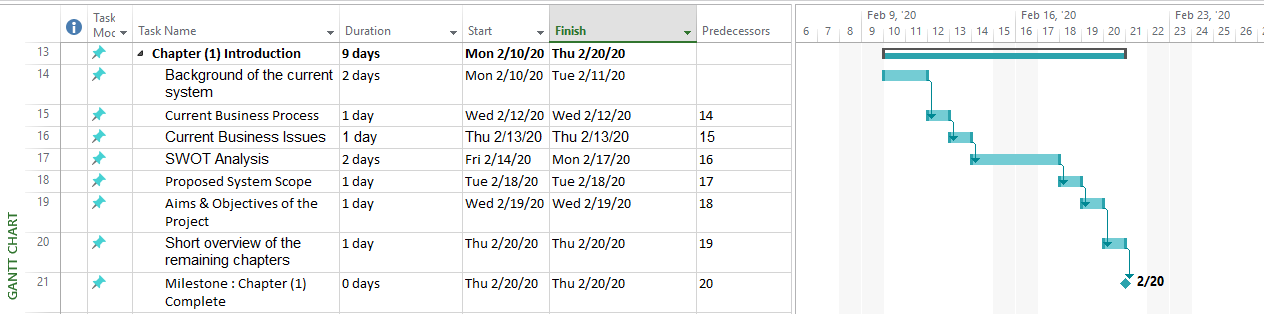 Task
Mod Task Name Duration Start Finish Predecessors
Feb 9, '20 Feb 16, '20 Feb 23, '20
6 7 8 9 10 11 12 13 14 15 16 17 18 19 20 21 22 23 24 25 26
13 Chapter (1) Introduction 9 days Mon 2/10/20 Thu 2/20/20
14 Background of the current 2 days Mon 2/10/20 Tue 2/11/20
system
15 Current Business Process 1 day Wed 2/12/20 Wed 2/12/20 14
16 Current Business Issues 1 day Thu 2/13/20 Thu 2/13/20 15
17 SWOT Analysis 2 days Fri 2/14/20 Mon 2/17/20 16
18 Proposed System Scope 1 day Tue 2/18/20 Tue 2/18/20 17
19 Aims & Objectives of the 1 day Wed 2/19/20 Wed 2/19/20 18
Project
20 Short overview of the 1 day Thu 2/20/20 Thu 2/20/20 19
remaining chapters
21 Milestone : Chapter (1) 0 days Thu 2/20/20 Thu 2/20/20 20
Complete
2/20
GANTT CHART